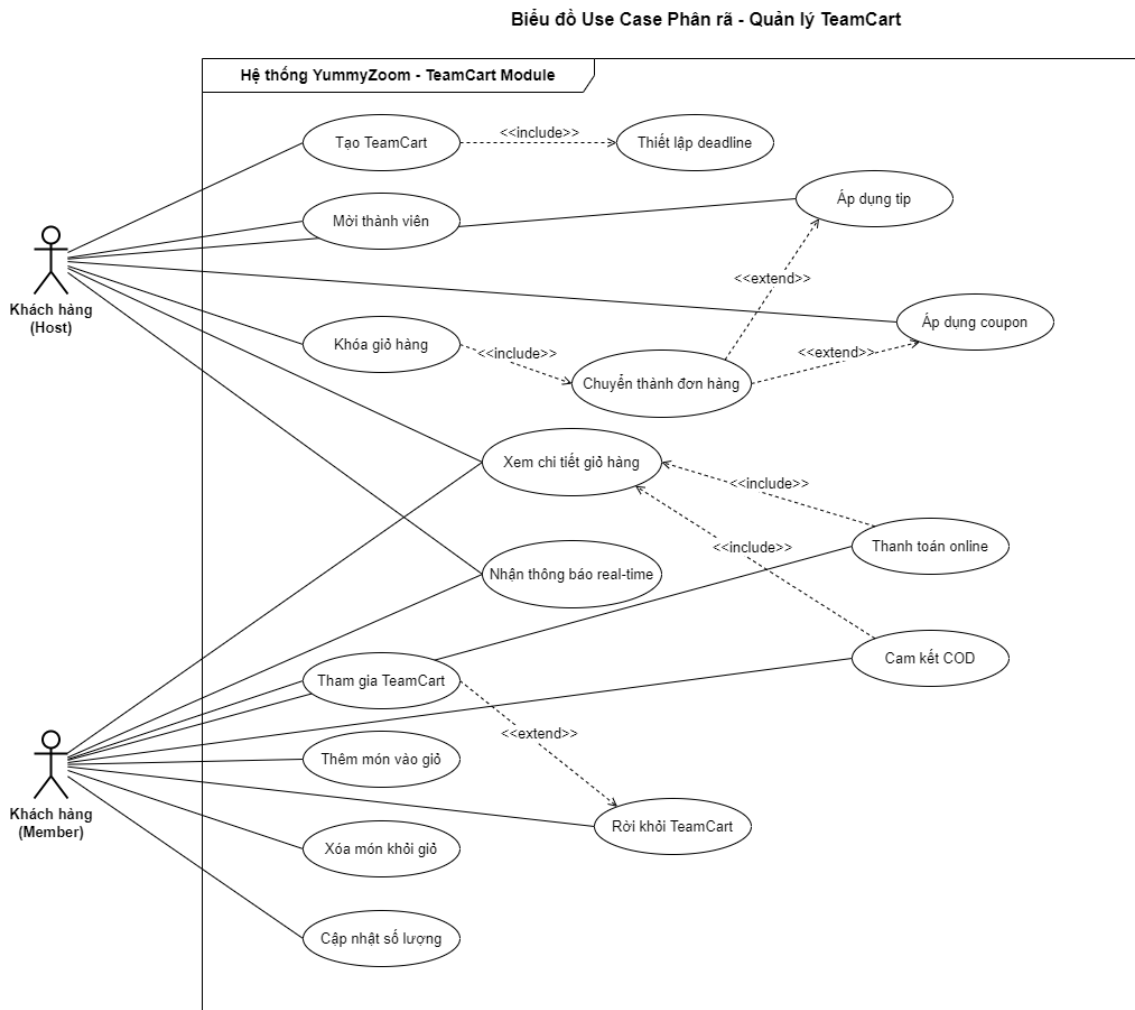 Biểu đồ Use Case Phân rã - Quản lý TeamCart
Hệ thống YummyZoom - TeamCart Module
Tạo TeamCart
<<include>>
Thiết lập deadline
Áp dụng tip
Mời thành viên
Khách hàng
(Host)
<<extend>>
Áp dụng coupon
Khóa giỏ hàng
<<include>>
<<extend>>
Chuyển thành đơn hàng
Xem chi tiết giỏ hàng
<<include>>
<<include>>
Thanh toán online
Nhận thông báo real-time
Cam kết COD
Tham gia TeamCart
<<extend>>
Thêm món vào giỏ
Khách hàng
(Member)
Rời khỏi TeamCart
Xóa món khỏi giỏ
Cập nhật số lượng